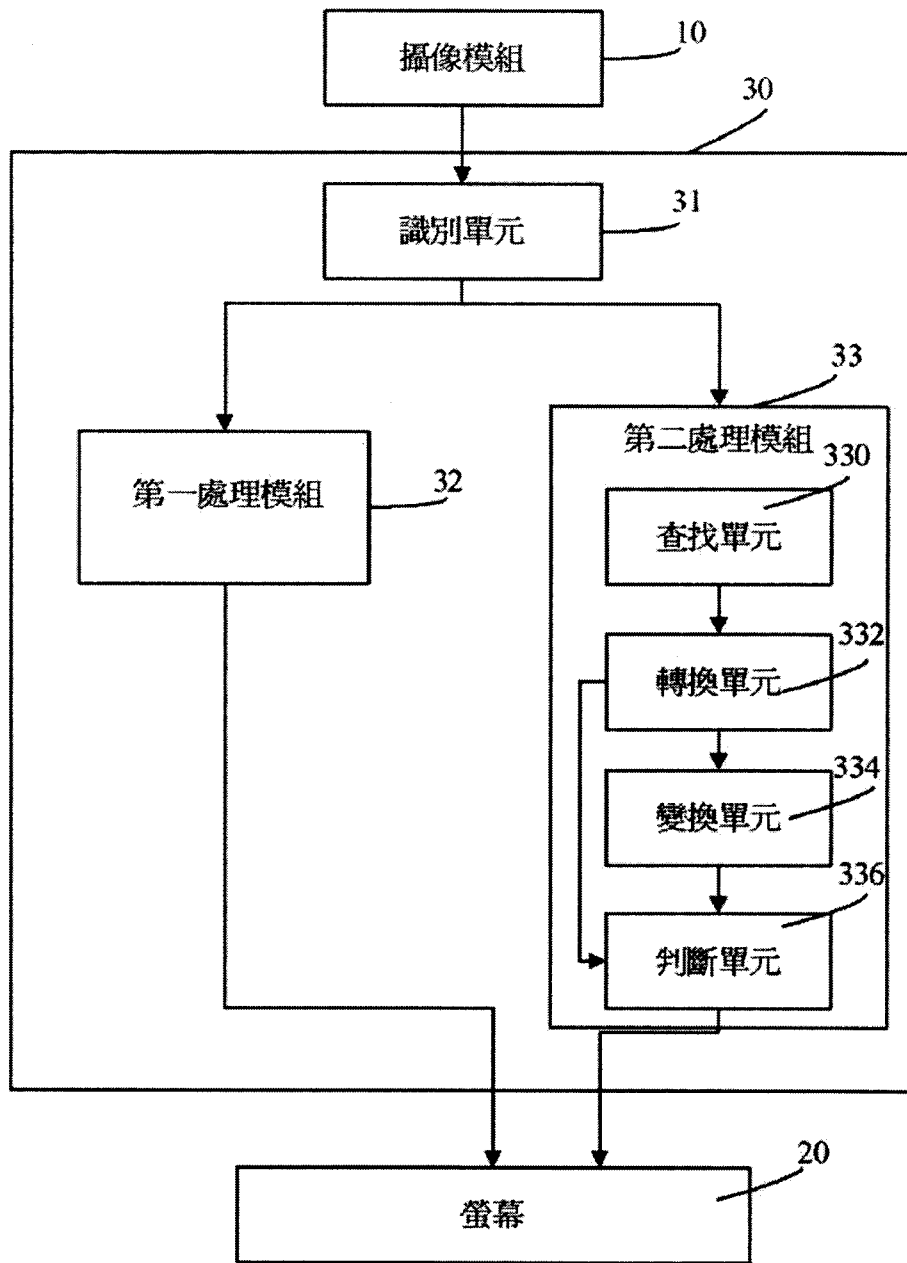 攝像模組
10
30
識別單元
31
33
第一處理模組
32
第二處理模組
330
查找單元
轉換單元
332
變換單元
334
336
判斷單元
20
螢幕